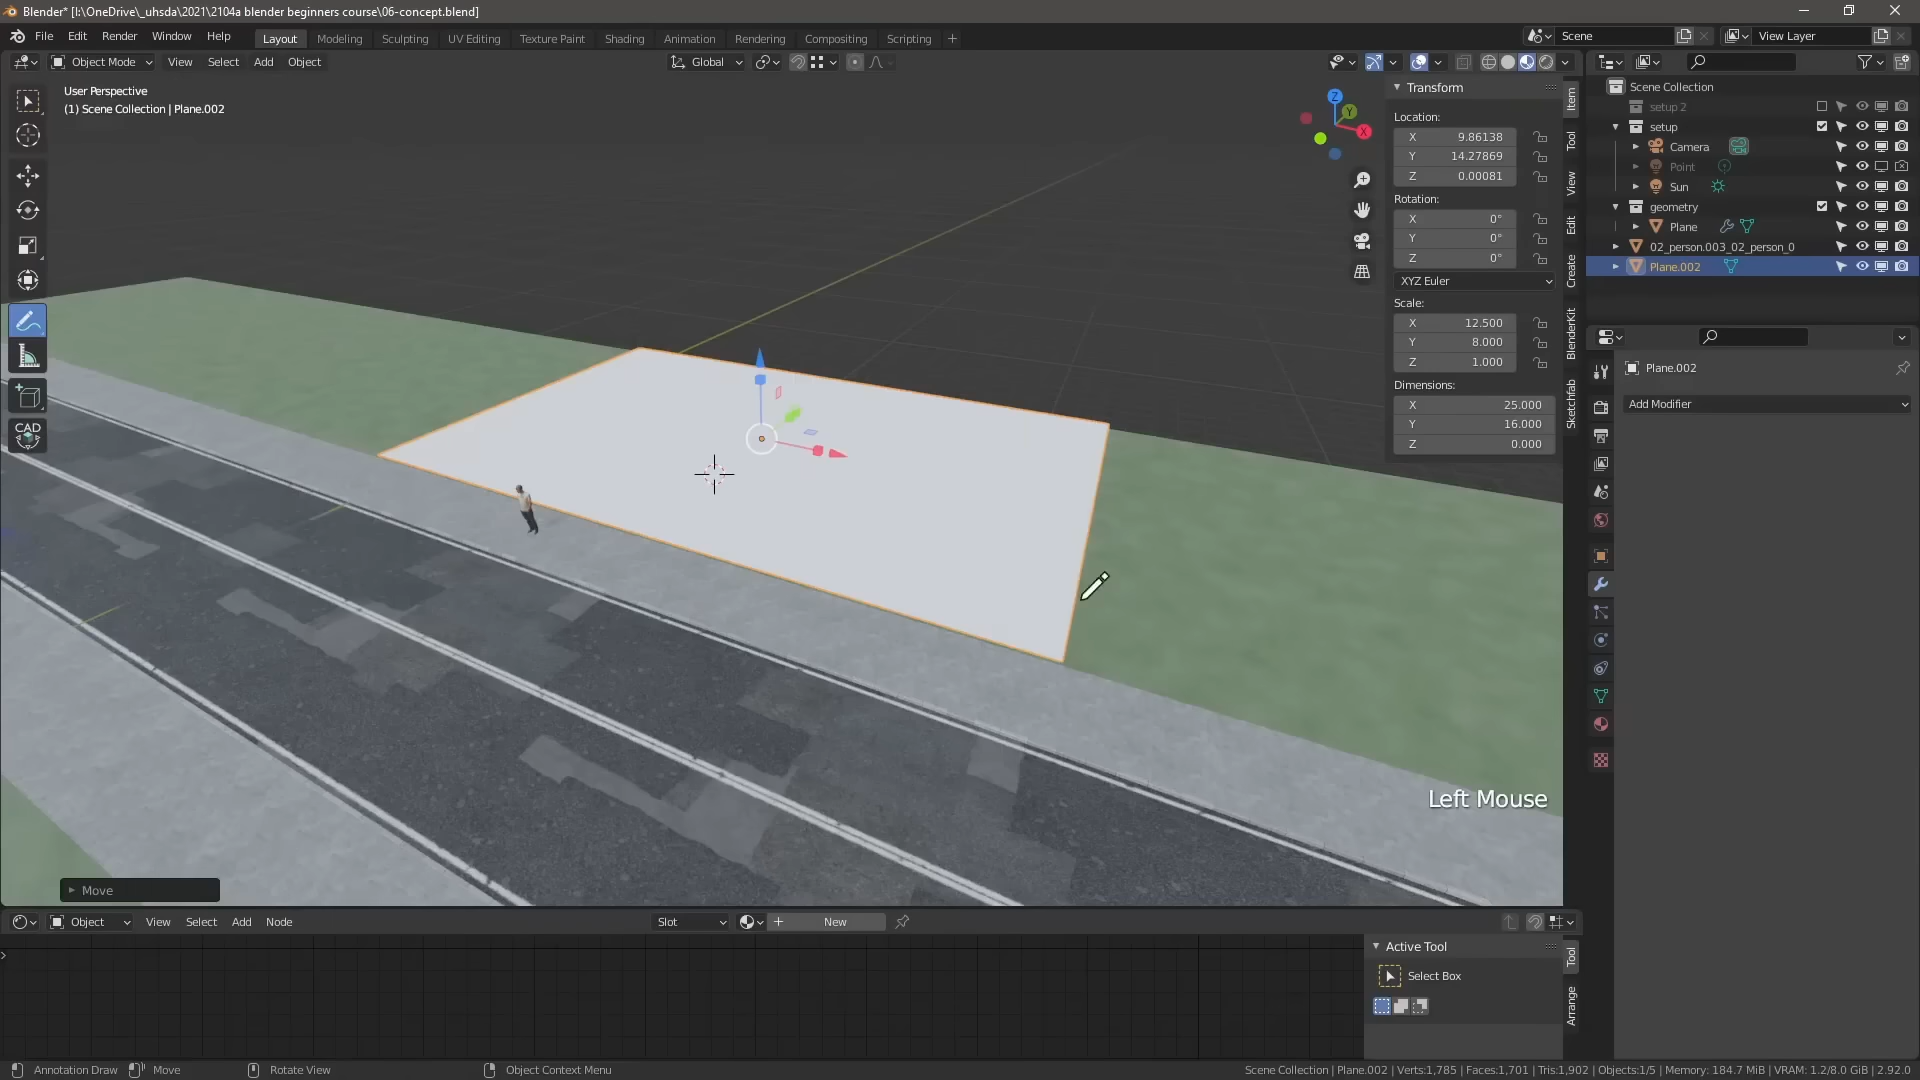 Blender* [I:\OneDrive\_uhsda\2021\2104a blender beginners course\06-concept.blend]
File Edit Render Window Help
Layout Modeling Sculpting UV Editing Texture Paint Shading Animation Rendering Compositing Scripting
Scene
View Layer
Object Mode View Select Add Object
Global
User Perspective
(1) Scene Collection | Plane.002
CAD
Z
Y
X
Transform
Location:
X 9.86138
Y 14.27869
Z 0.00081
Rotation:
X 0°
Y 0°
Z 0°
XYZ Euler
Scale:
X 12.500
Y 8.000
Z 1.000
Dimensions:
X 25.000
Y 16.000
Z 0.000
Item
Tool
View
Edit
Create
BlenderKit
Sketchfab
Scene Collection
setup 2
setup
Camera
Point
Sun
geometry
Plane
02_person.003_02_person_0
Plane.002
Plane.002
Add Modifier
Left Mouse
Move
Object View Select Add Node
Slot
New
Active Tool
Select Box
Tool
Arrange
Annotation Draw Move Rotate View Object Context Menu
Scene Collection | Plane.002 | Verts:1,785 | Faces:1,701 | Tris:1,902 | Objects:1/5 | Memory: 184.7 MiB | VRAM: 1.2/8.0 GiB | 2.92.0